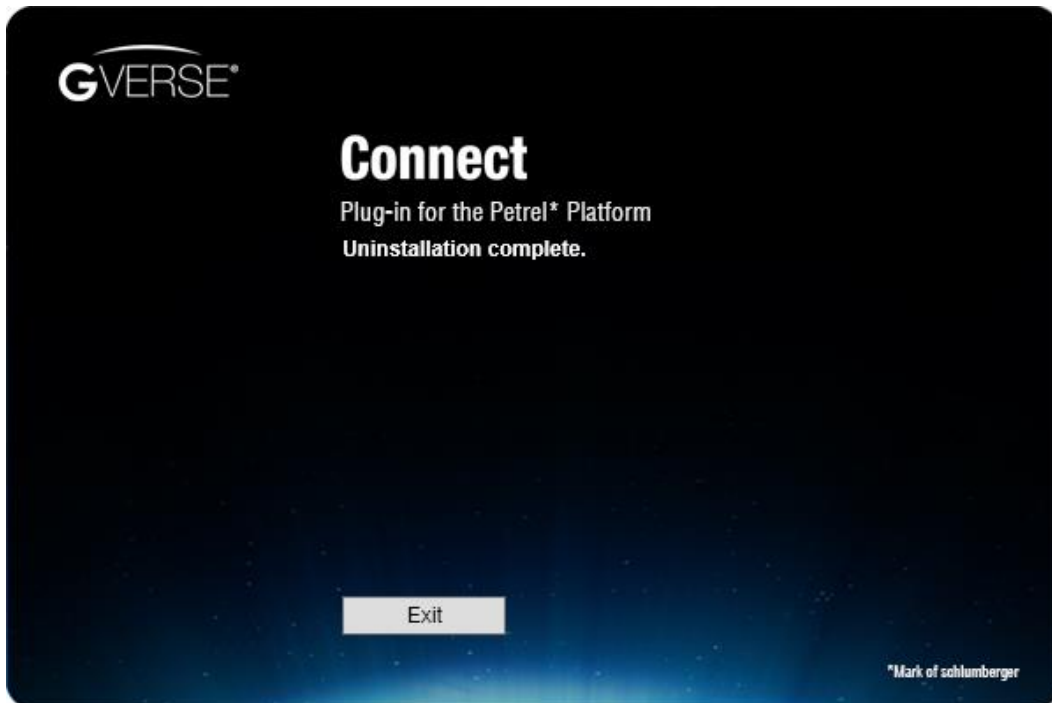 GVERSE®
Connect
Plug-in for the Petrel* Platform
Uninstallation complete.
Exit
*Mark of schlumberger